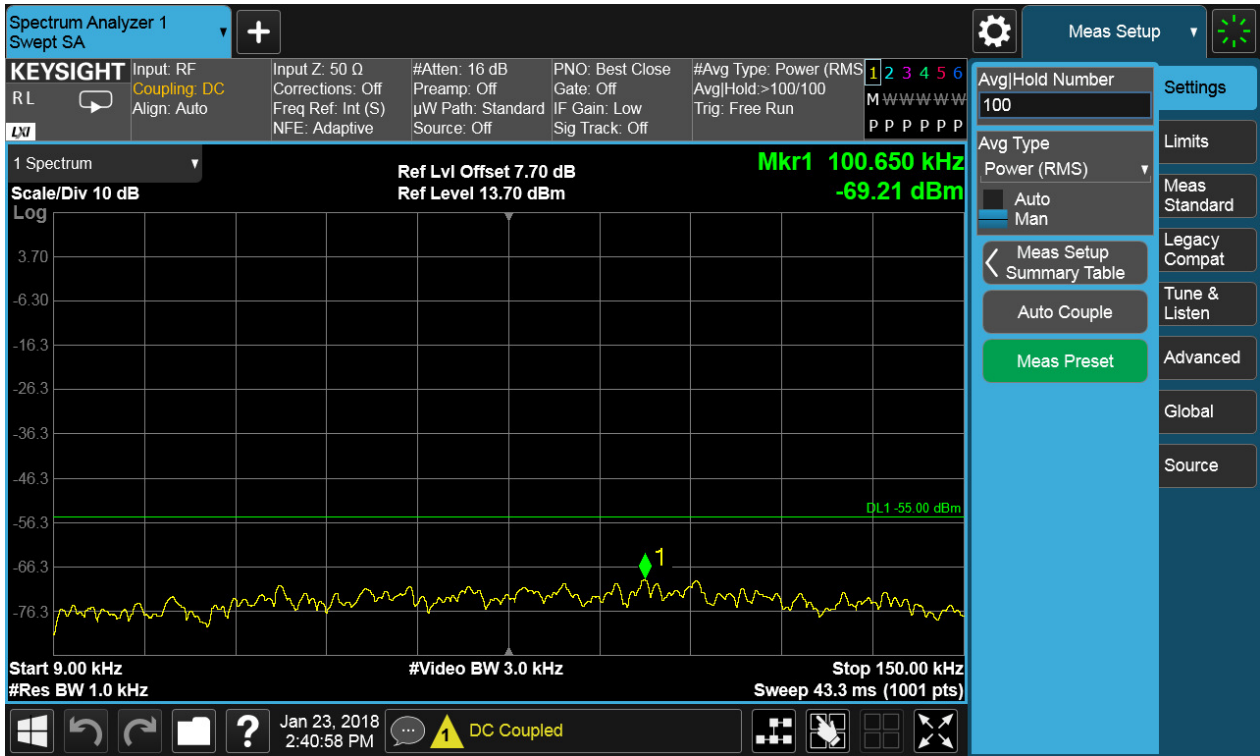 Spectrum Analyzer 1
Swept SA
+
Meas Setup
KEYSIGHT
R L
LXI
Input: RF
Coupling: DC
Align: Auto
Input Z: 50 Ω
Corrections: Off
Freq Ref: Int (S)
NFE: Adaptive
#Atten: 16 dB
Preamp: Off
µW Path: Standard
Source: Off
PNO: Best Close
Gate: Off
IF Gain: Low
Sig Track: Off
#Avg Type: Power (RMS
Avg|Hold:>100/100
Trig: Free Run
1 2 3 4 5 6
M W W W W W
P P P P P P
1 Spectrum
Scale/Div 10 dB
Ref Lvl Offset 7.70 dB
Ref Level 13.70 dBm
Mkr1 100.650 kHz
-69.21 dBm
Log
3.70
-6.30
-16.3
-26.3
-36.3
-46.3
-56.3
-66.3
-76.3
DL1 -55.00 dBm
1
Start 9.00 kHz
#Res BW 1.0 kHz
#Video BW 3.0 kHz
Stop 150.00 kHz
Sweep 43.3 ms (1001 pts)
Avg|Hold Number
100
Avg Type
Power (RMS)
Auto
Man
Meas Setup
Summary Table
Auto Couple
Meas Preset
Settings
Limits
Meas
Standard
Legacy
Compat
Tune &
Listen
Advanced
Global
Source
?
Jan 23, 2018
2:40:58 PM
1
DC Coupled